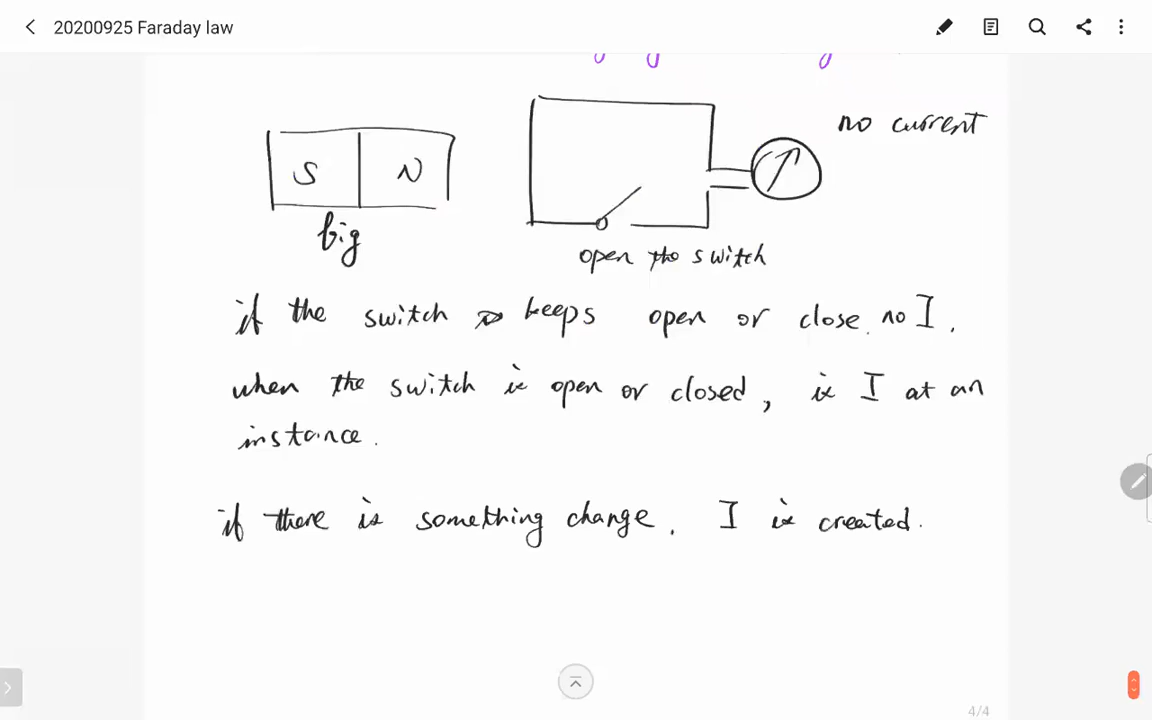 20200925 Faraday law
no current
S N
big
open the switch
if the switch keeps open or close. no I.
when the switch is open or closed, is I at an
instance.
if there is something change. I is created.
4/4